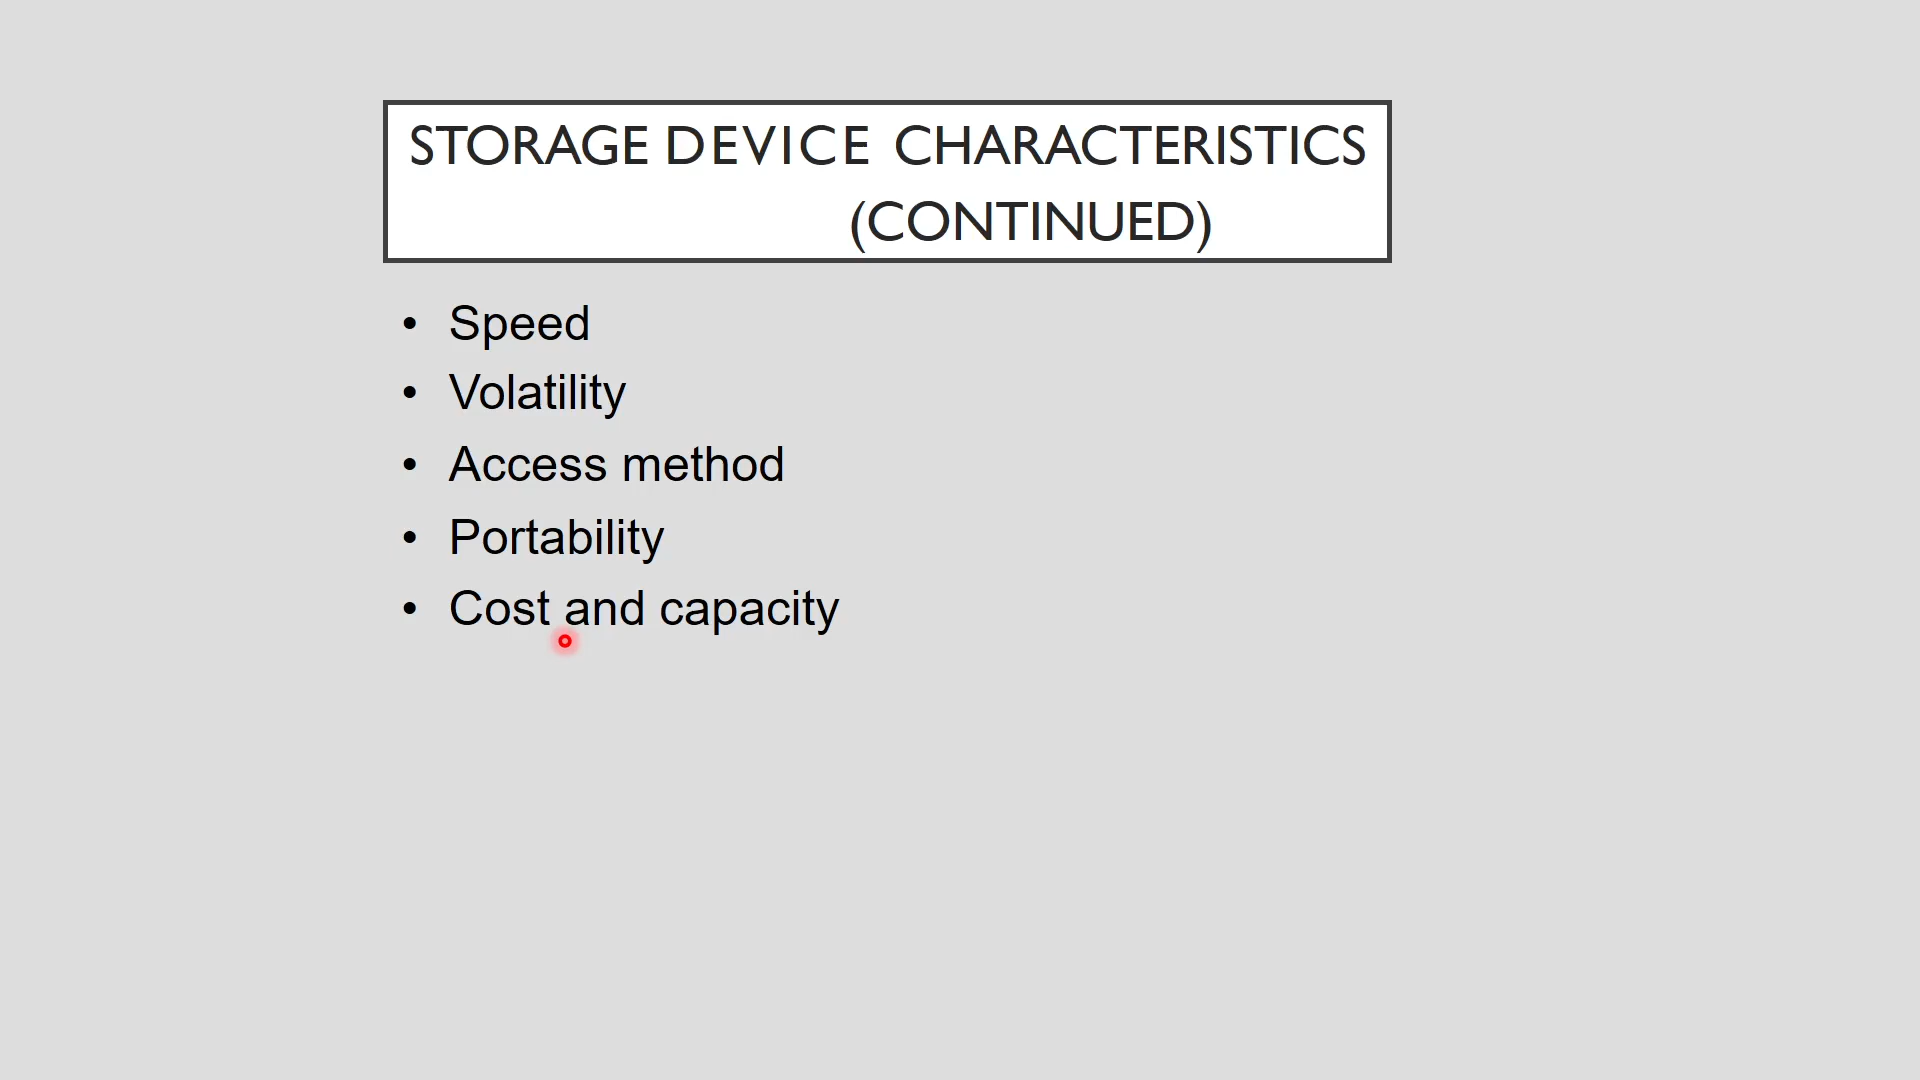 STORAGE DEVICE CHARACTERISTICS
(CONTINUED)
• Speed
• Volatility
• Access method
• Portability
• Cost and capacity